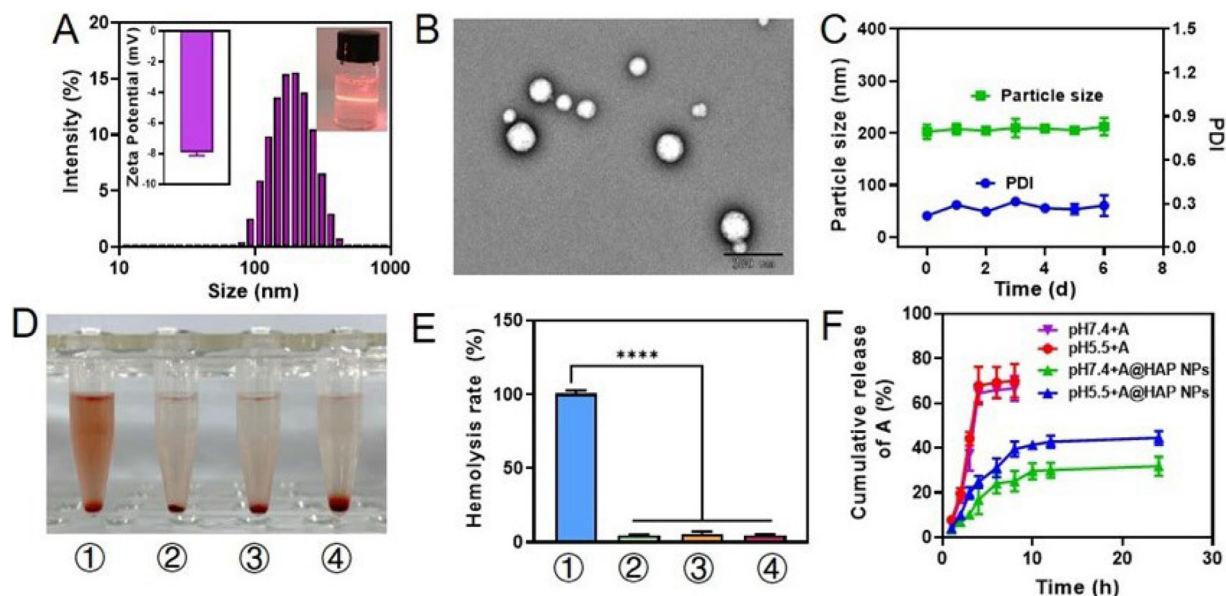 A
20
15
10
5
0
Intensity (%)
10
100
1000
Size (nm)
Zeta Potential (mV)
0
-2
-4
-6
-8
-10
B
C
400
300
200
100
0
Particle size (nm)
1.5
1.2
0.9
0.6
0.3
0.0
PDI
Particle size
PDI
0
2
4
6
8
Time (d)
D
①
②
③
④
E
150
100
50
0
Hemolysis rate (%)
****
①
②
③
④
F
100
80
60
40
20
0
Cumulative release
of A (%)
pH7.4+A
pH5.5+A
pH7.4+A@HAP NPs
pH5.5+A@HAP NPs
0
10
20
30
Time (h)